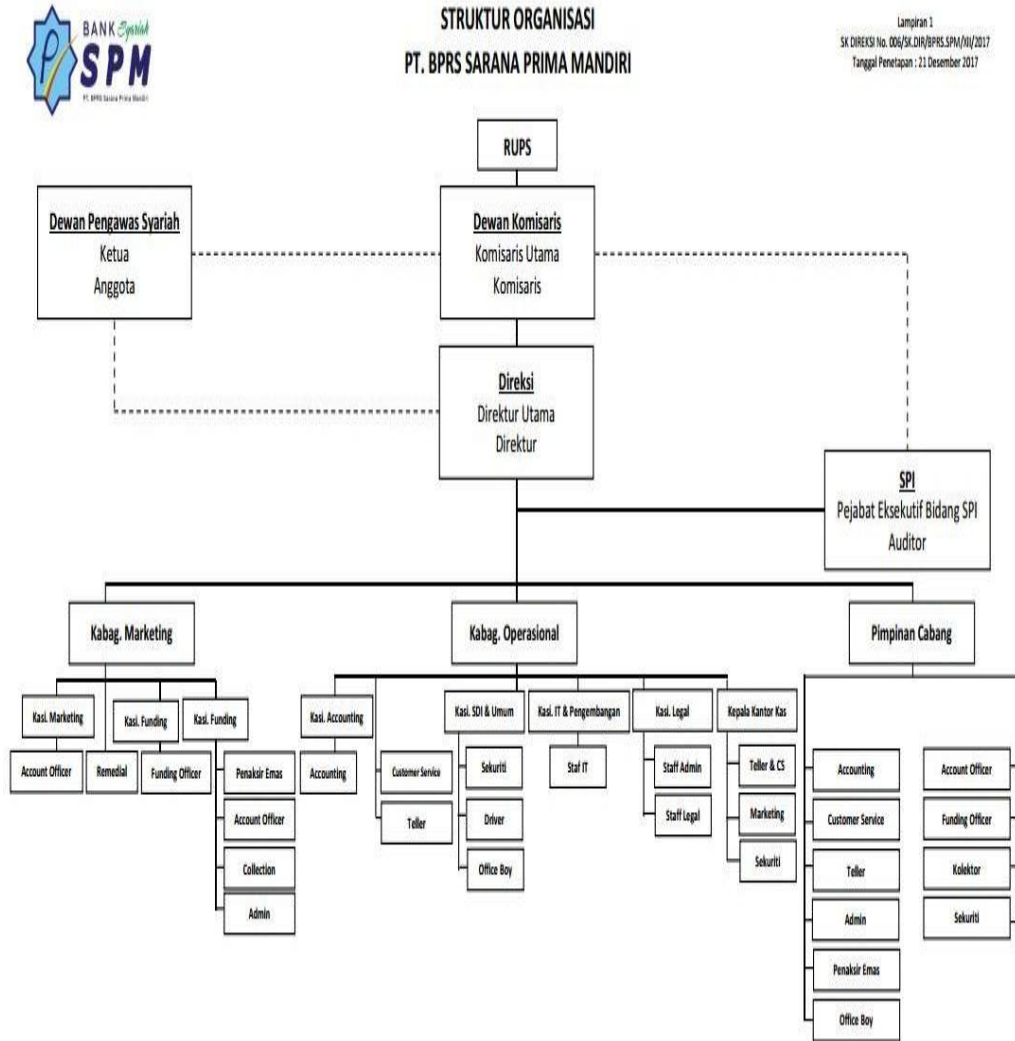 BANK Syariah
SPM
PT. BPRS Sarana Prima Mandiri
STRUKTUR ORGANISASI
PT. BPRS SARANA PRIMA MANDIRI
Lampiran 1
SK DIREKSI No. 006/SK.DIR/BPRS.SPM/XII/2017
Tanggal Penetapan : 21 Desember 2017
RUPS
Dewan Pengawas Syariah
Ketua
Anggota
Dewan Komisaris
Komisaris Utama
Komisaris
Direksi
Direktur Utama
Direktur
SPI
Pejabat Eksekutif Bidang SPI
Auditor
Kabag. Marketing
Kabag. Operasional
Pimpinan Cabang
Kasi. Marketing
Kasi. Funding
Kasi. Funding
Kasi. Accounting
Kasi. SDI & Umum
Kasi. IT & Pengembangan
Kasi. Legal
Kepala Kantor Kas
Account Officer
Remedial
Funding Officer
Penaksir Emas
Account Officer
Collection
Admin
Accounting
Customer Service
Teller
Sekuriti
Driver
Office Boy
Staf IT
Staff Admin
Staff Legal
Teller & CS
Marketing
Sekuriti
Accounting
Customer Service
Teller
Admin
Penaksir Emas
Office Boy
Account Officer
Funding Officer
Kolektor
Sekuriti